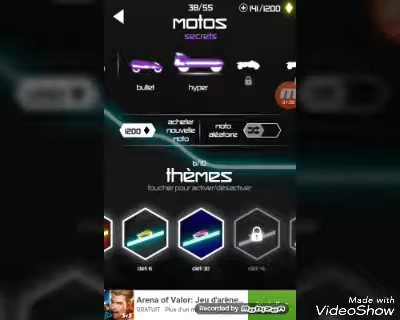 38/55
141/200
motos
secrets
bullet
hyper
1200
acheter
nouvelle
moto
moto
aléatoire
6/10
thèmes
toucher pour activer/désactiver
Arena of Valor: Jeu d'arène...
GRATUIT
Recorded by
Made with
VideoShow